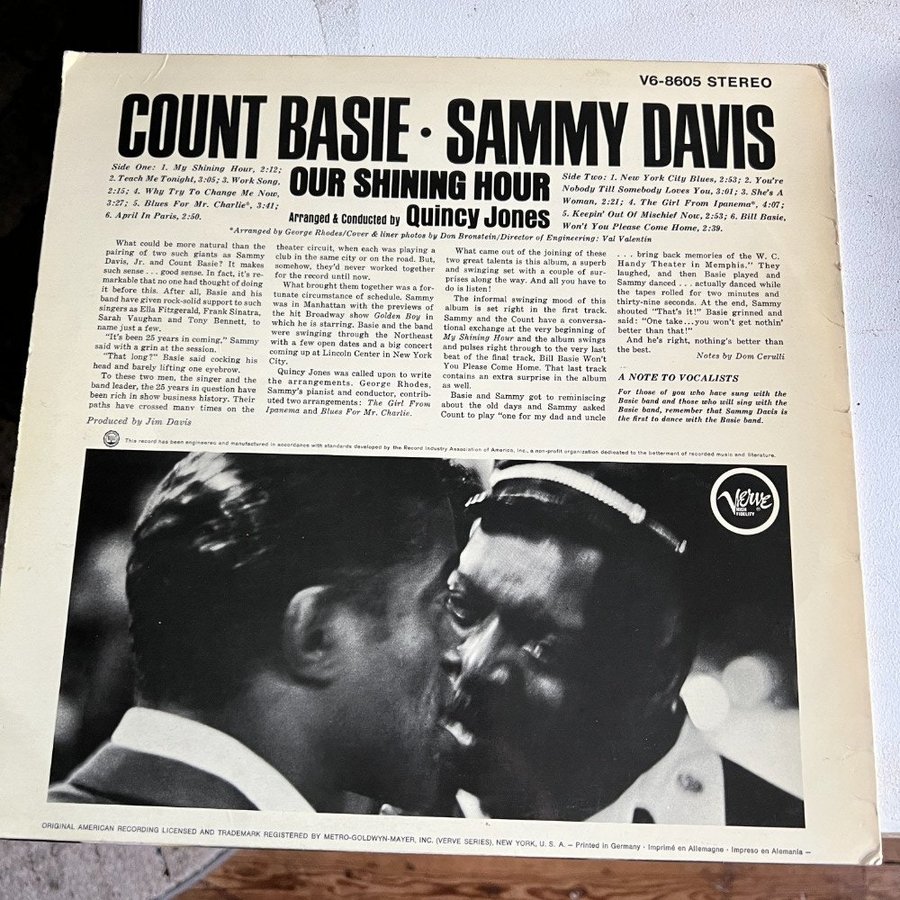 V6-8605 STEREO
COUNT BASIE · SAMMY DAVIS
Side One: 1. My Shining Hour, 2:12;
2. Teach Me Tonight, 3:05; 3. Work Song,
2:15; 4. Why Try To Change Me Now,
3:27; 5. Blues For Mr. Charlie*, 3:41;
6. April In Paris, 2:50.
OUR SHINING HOUR
Arranged & Conducted by Quincy Jones
Side Two: 1. New York City Blues, 2:53; 2. You're
Nobody Till Somebody Loves You, 3:01; 3. She's A
Woman, 2:21; 4. The Girl From Ipanema*, 4:07;
5. Keepin' Out Of Mischief Now, 2:53; 6. Bill Basie,
Won't You Please Come Home, 2:39.
*Arranged by George Rhodes/Cover & liner photos by Don Bronstein/Director of Engineering: Val Valentin
What could be more natural than the
pairing of two such giants as Sammy
Davis, Jr. and Count Basie? It makes
such sense . . . good sense. In fact, it's re-
markable that no one had thought of doing
it before this. After all, Basie and his
band have given rock-solid support to such
singers as Ella Fitzgerald, Frank Sinatra,
Sarah Vaughan and Tony Bennett, to
name just a few.
"It's been 25 years in coming," Sammy
said with a grin at the session.
"That long?" Basie said cocking his
head and barely lifting one eyebrow.
To these two men, the singer and the
band leader, the 25 years in question have
been rich in show business history. Their
paths have crossed many times on the
theater circuit, when each was playing a
club in the same city or on the road. But,
somehow, they'd never worked together
for the record until now.
What brought them together was a for-
tunate circumstance of schedule. Sammy
was in Manhattan with the previews of
the hit Broadway show Golden Boy in
which he is starring. Basie and the band
were swinging through the Northeast
with a few open dates and a big concert
coming up at Lincoln Center in New York
City.
Quincy Jones was called upon to write
the arrangements. George Rhodes,
Sammy's pianist and conductor, contrib-
uted two arrangements: The Girl From
Ipanema and Blues For Mr. Charlie.
What came out of the joining of these
two great talents is this album, a superb
and swinging set with a couple of sur-
prises along the way. And all you have to
do is listen!
The informal swinging mood of this
album is set right in the first track.
Sammy and the Count have a conversa-
tional exchange at the very beginning of
My Shining Hour and the album swings
and pulses right through to the very last
beat of the final track, Bill Basie Won't
You Please Come Home. That last track
contains an extra surprise in the album
as well.
Basie and Sammy got to reminiscing
about the old days and Sammy asked
Count to play "one for my dad and uncle
. . . bring back memories of the W. C.
Handy Theater in Memphis." They
laughed, and then Basie played and
Sammy danced . . . actually danced while
the tapes rolled for two minutes and
thirty-nine seconds. At the end, Sammy
shouted "That's it!" Basie grinned and
said: "One take...you won't get nothin'
better than that!"
And he's right, nothing's better than
the best.
Notes by Dom Cerulli
A NOTE TO VOCALISTS
For those of you who have sung with the
Basie band and those who will sing with the
Basie band, remember that Sammy Davis is
the first to dance with the Basie band.
Produced by Jim Davis
This record has been engineered and manufactured in accordance with standards developed by the Record Industry Association of America, Inc., a non-profit organization dedicated to the betterment of recorded music and literature.
Verve
HIGH
FIDELITY
ORIGINAL AMERICAN RECORDING LICENSED AND TRADEMARK REGISTERED BY METRO-GOLDWYN-MAYER, INC. (VERVE SERIES), NEW YORK, U. S. A. – Printed in Germany · Imprimé en Allemagne · Impreso en Alemania –